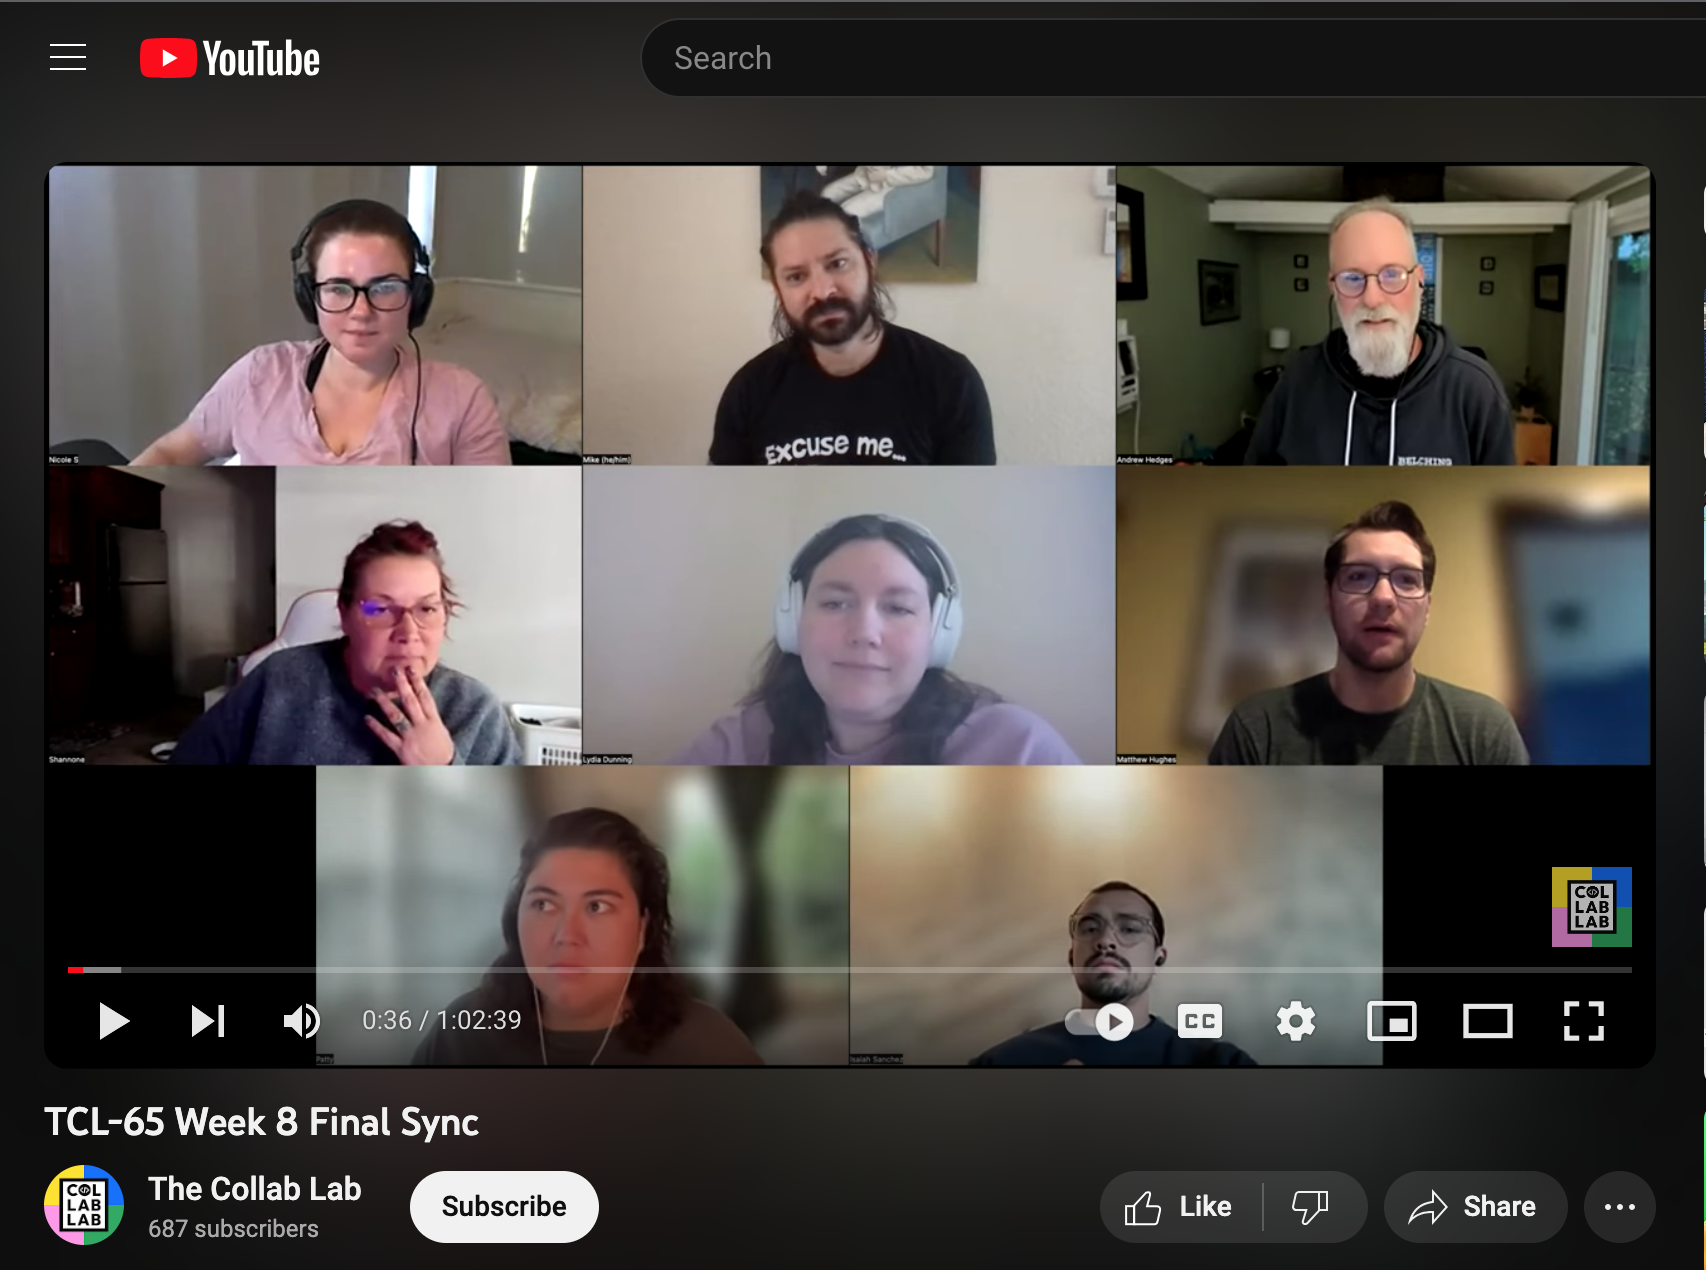 YouTube
Search
Excuse me...
BELCHING
Nicole S
Mike (he/him)
Andrew Hedges
Shannone
Lydia Dunning
Matthew Hughes
COL
LAB
LAB
0:36 / 1:02:39
CC
Patty
Isaiah Sanchez
TCL-65 Week 8 Final Sync
COL
LAB
LAB
The Collab Lab
687 subscribers
Subscribe
Like
Share